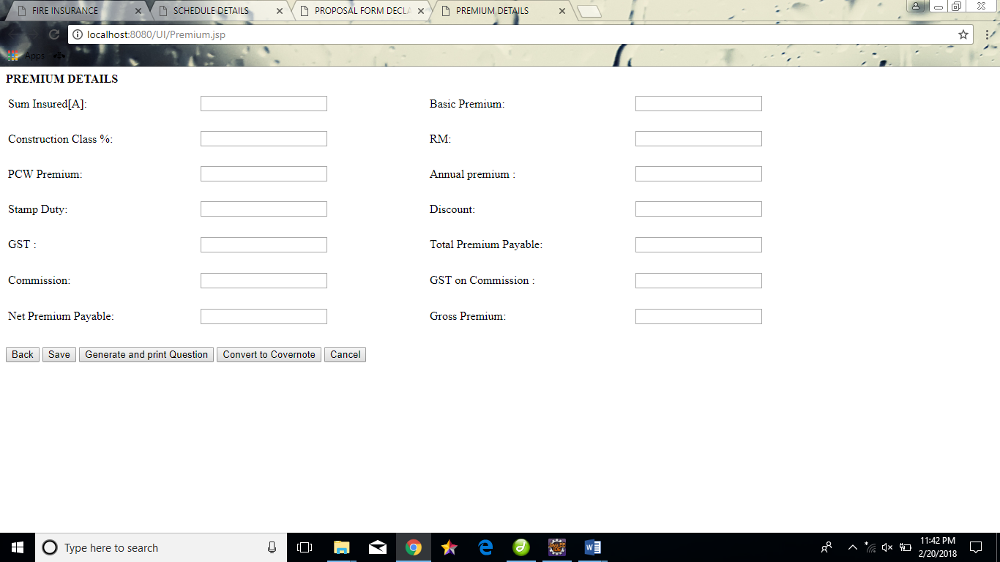 FIRE INSURANCE SCHEDULE DETAILS PROPOSAL FORM DECLA PREMIUM DETAILS
localhost:8080/UI/Premium.jsp
Apps
PREMIUM DETAILS
Sum Insured[A]: Basic Premium:
Construction Class %: RM:
PCW Premium: Annual premium :
Stamp Duty: Discount:
GST : Total Premium Payable:
Commission: GST on Commission :
Net Premium Payable: Gross Premium:
Back Save Generate and print Question Convert to Covernote Cancel
Type here to search
11:42 PM
2/20/2018